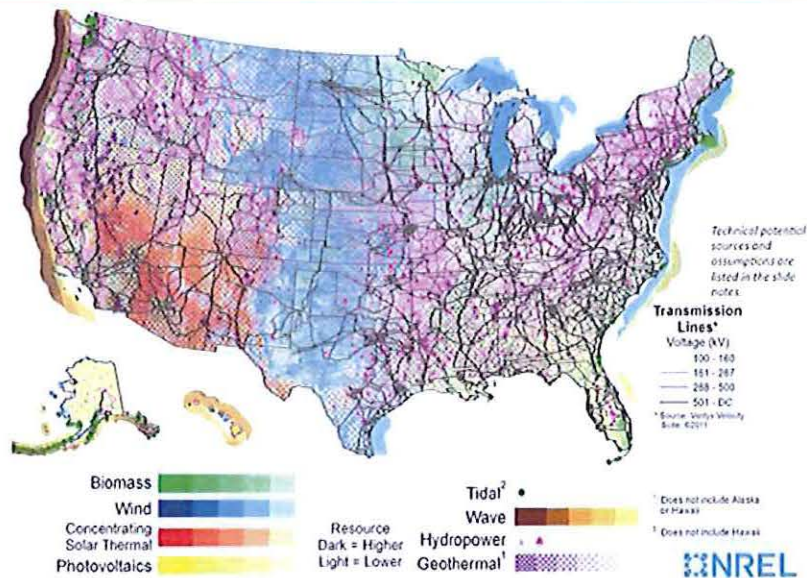 Technical potential
sources and
assumptions are
listed in the slide
notes.
Transmission
Lines*
Voltage (kV)
100 - 160
161 - 287
288 - 500
501 - DC
* Source: Ventyx Velocity
Suite ©2011
Biomass
Wind
Concentrating
Solar Thermal
Photovoltaics
Resource
Dark = Higher
Light = Lower
Tidal²
Wave
Hydropower
Geothermal¹
¹ Does not include Alaska
or Hawaii
² Does not include Hawaii
NREL